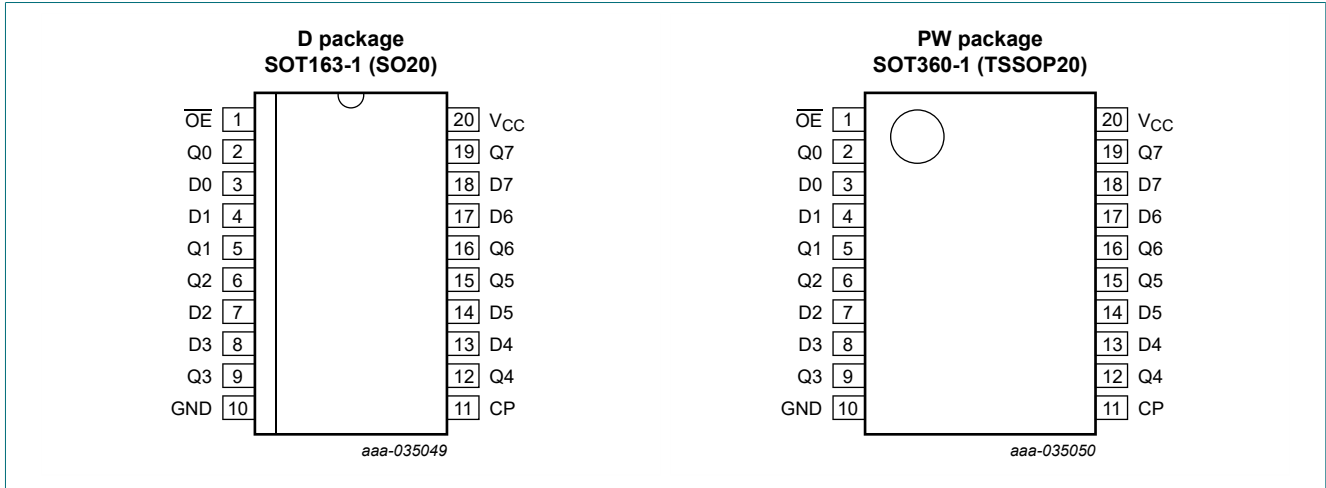 D package
SOT163-1 (SO20)
OE 1 20 VCC
Q0 2 19 Q7
D0 3 18 D7
D1 4 17 D6
Q1 5 16 Q6
Q2 6 15 Q5
D2 7 14 D5
D3 8 13 D4
Q3 9 12 Q4
GND 10 11 CP
aaa-035049
PW package
SOT360-1 (TSSOP20)
OE 1 20 VCC
Q0 2 19 Q7
D0 3 18 D7
D1 4 17 D6
Q1 5 16 Q6
Q2 6 15 Q5
D2 7 14 D5
D3 8 13 D4
Q3 9 12 Q4
GND 10 11 CP
aaa-035050